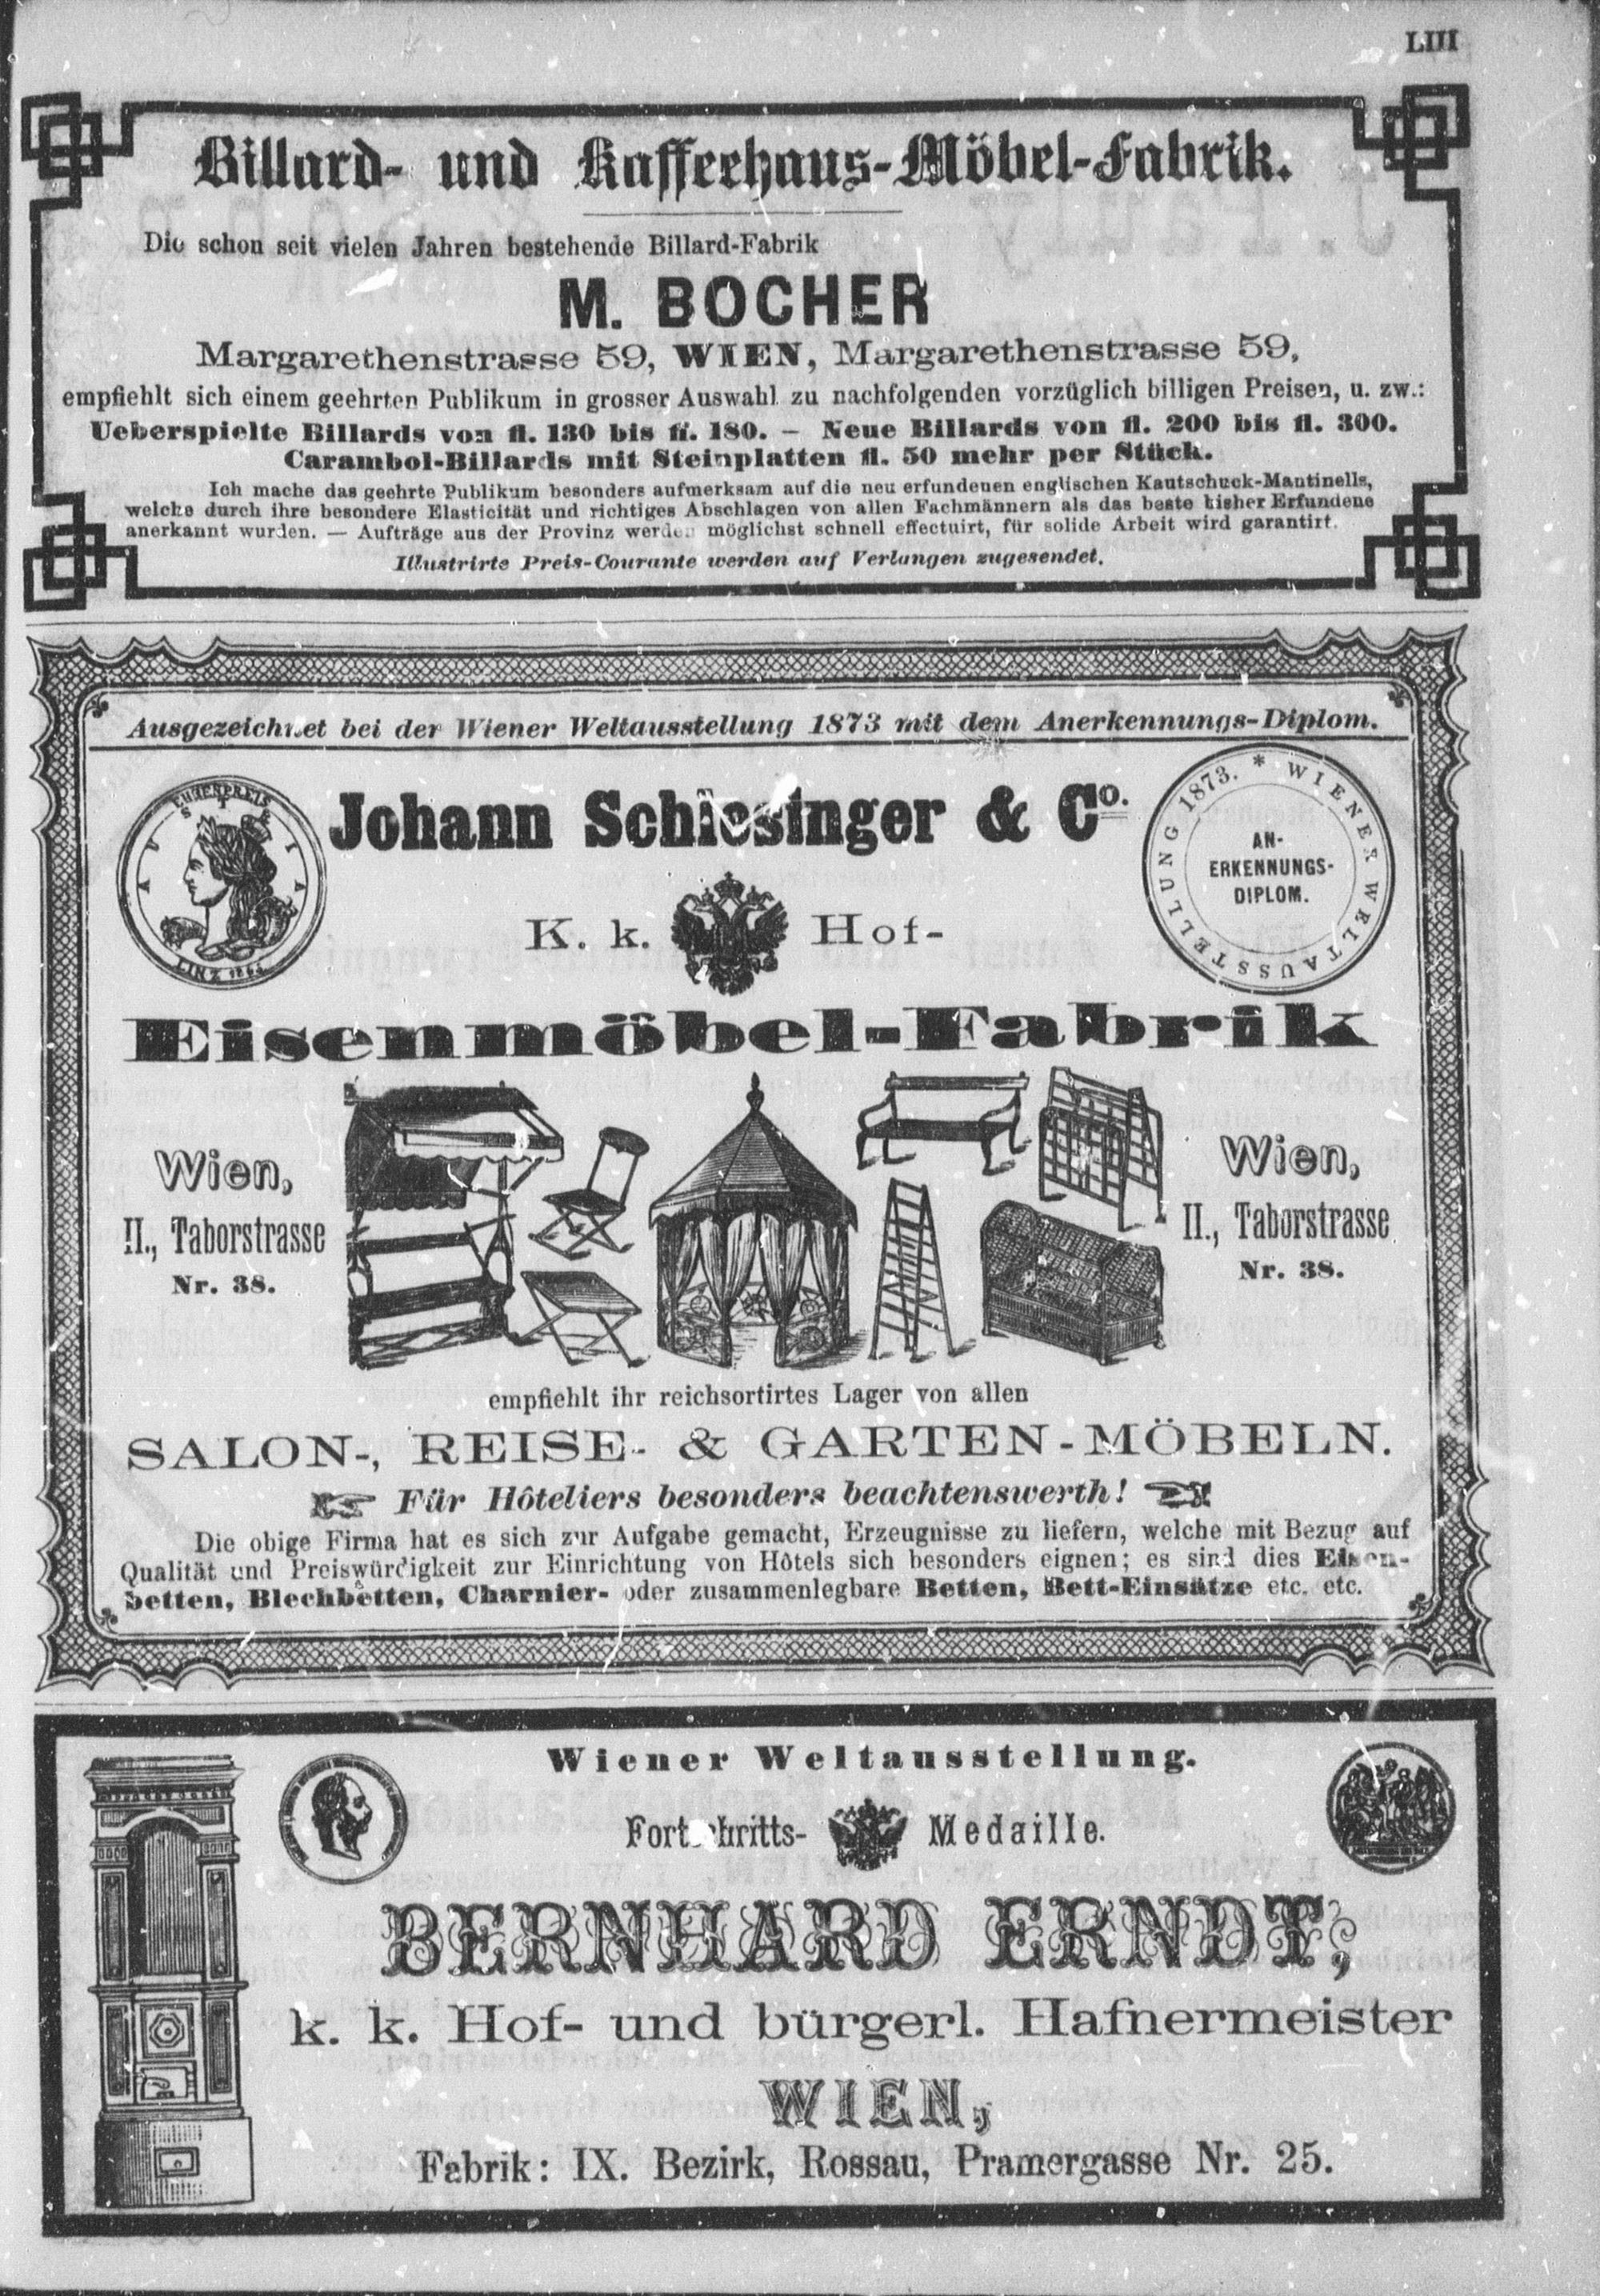 LIII
Billard- und Kaffeehaus-Möbel-Fabrik.
Die schon seit vielen Jahren bestehende Billard-Fabrik
M. BOCHER
Margarethenstrasse 59, WIEN, Margarethenstrasse 59,
empfiehlt sich einem geehrten Publikum in grosser Auswahl zu nachfolgenden vorzüglich billigen Preisen, u. zw.:
Ueberspielte Billards von fl. 130 bis fl. 180. — Neue Billards von fl. 200 bis fl. 300.
Carambol-Billards mit Steinplatten fl. 50 mehr per Stück.
Ich mache das geehrte Publikum besonders aufmerksam auf die neu erfundenen englischen Kautschuck-Mantinells,
welche durch ihre besondere Elasticität und richtiges Abschlagen von allen Fachmännern als das beste bisher Erfundene
anerkannt wurden. — Aufträge aus der Provinz werden möglichst schnell effectuirt, für solide Arbeit wird garantirt.
Illustrirte Preis-Courante werden auf Verlangen zugesendet.
Ausgezeichnet bei der Wiener Weltausstellung 1873 mit dem Anerkennungs-Diplom.
EHRENPREIS
AUSTRIA
LINZ
Johann Schlesinger & Co.
WIENER WELTAUSSTELLUNG 1873. *
AN-
ERKENNUNGS-
DIPLOM.
K. k. Hof-
Eisenmöbel-Fabrik
Wien,
II., Taborstrasse
Nr. 38.
Wien,
II., Taborstrasse
Nr. 38.
empfiehlt ihr reichsortirtes Lager von allen
SALON-, REISE- & GARTEN-MÖBELN.
Für Hôteliers besonders beachtenswerth!
Die obige Firma hat es sich zur Aufgabe gemacht, Erzeugnisse zu liefern, welche mit Bezug auf
Qualität und Preiswürdigkeit zur Einrichtung von Hôtels sich besonders eignen; es sind dies Eisen-
betten, Blechbetten, Charnier- oder zusammenlegbare Betten, Bett-Einsätze etc. etc.
Wiener Weltausstellung.
Fortschritts- Medaille.
BERNHARD ERNDT,
k. k. Hof- und bürgerl. Hafnermeister
WIEN,
Fabrik: IX. Bezirk, Rossau, Pramergasse Nr. 25.